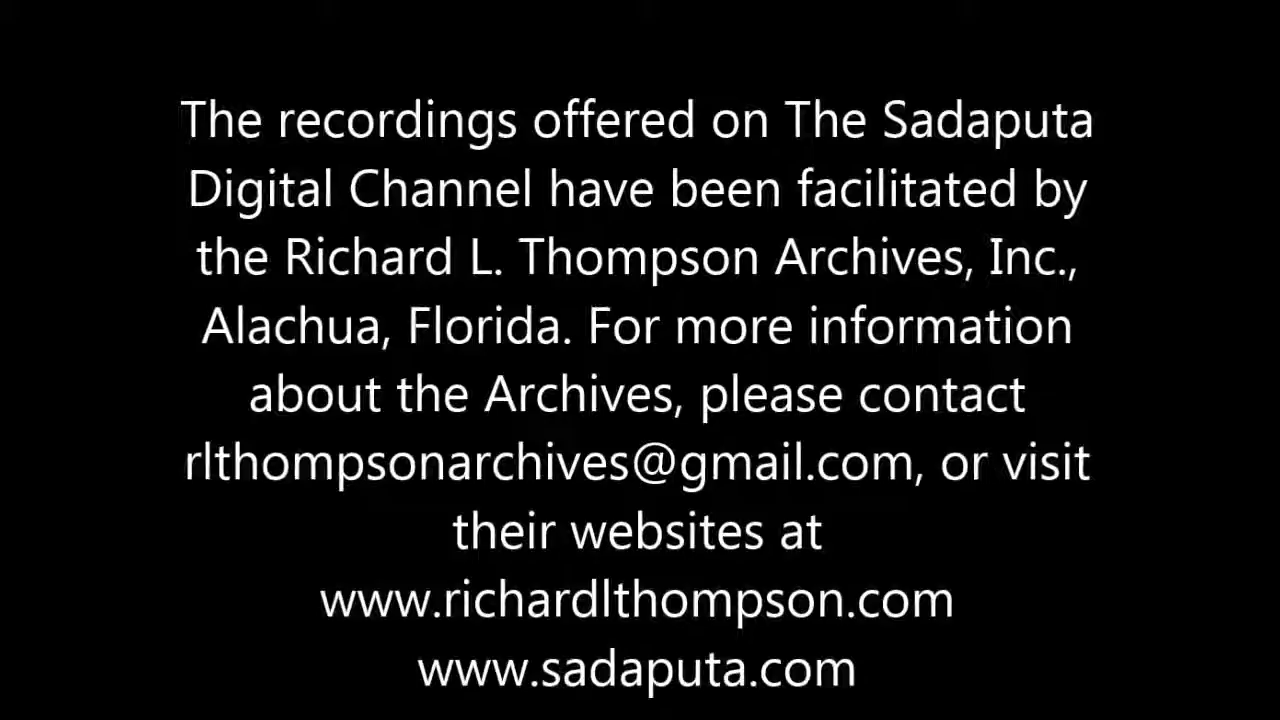 The recordings offered on The Sadaputa
Digital Channel have been facilitated by
the Richard L. Thompson Archives, Inc.,
Alachua, Florida. For more information
about the Archives, please contact
rlthompsonarchives@gmail.com, or visit
their websites at
www.richardlthompson.com
www.sadaputa.com